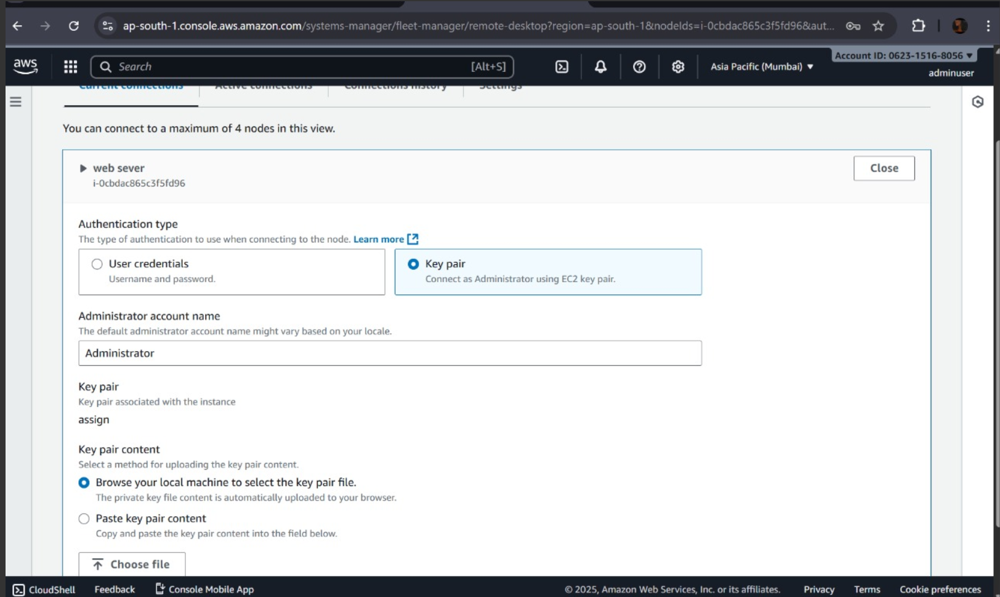 ap-south-1.console.aws.amazon.com/systems-manager/fleet-manager/remote-desktop?region=ap-south-1&nodeIds=i-0cbdac865c3f5fd96&aut...
aws
Search
[Alt+S]
Asia Pacific (Mumbai) ▼
Account ID: 0623-1516-8056 ▼
adminuser
Current connections
Active connections
Connections history
Settings
You can connect to a maximum of 4 nodes in this view.
web sever
i-0cbdac865c3f5fd96
Close
Authentication type
The type of authentication to use when connecting to the node. Learn more
User credentials
Username and password.
Key pair
Connect as Administrator using EC2 key pair.
Administrator account name
The default administrator account name might vary based on your locale.
Administrator
Key pair
Key pair associated with the instance
assign
Key pair content
Select a method for uploading the key pair content.
Browse your local machine to select the key pair file.
The private key file content is automatically uploaded to your browser.
Paste key pair content
Copy and paste the key pair content into the field below.
Choose file
CloudShell
Feedback
Console Mobile App
© 2025, Amazon Web Services, Inc. or its affiliates.
Privacy
Terms
Cookie preferences